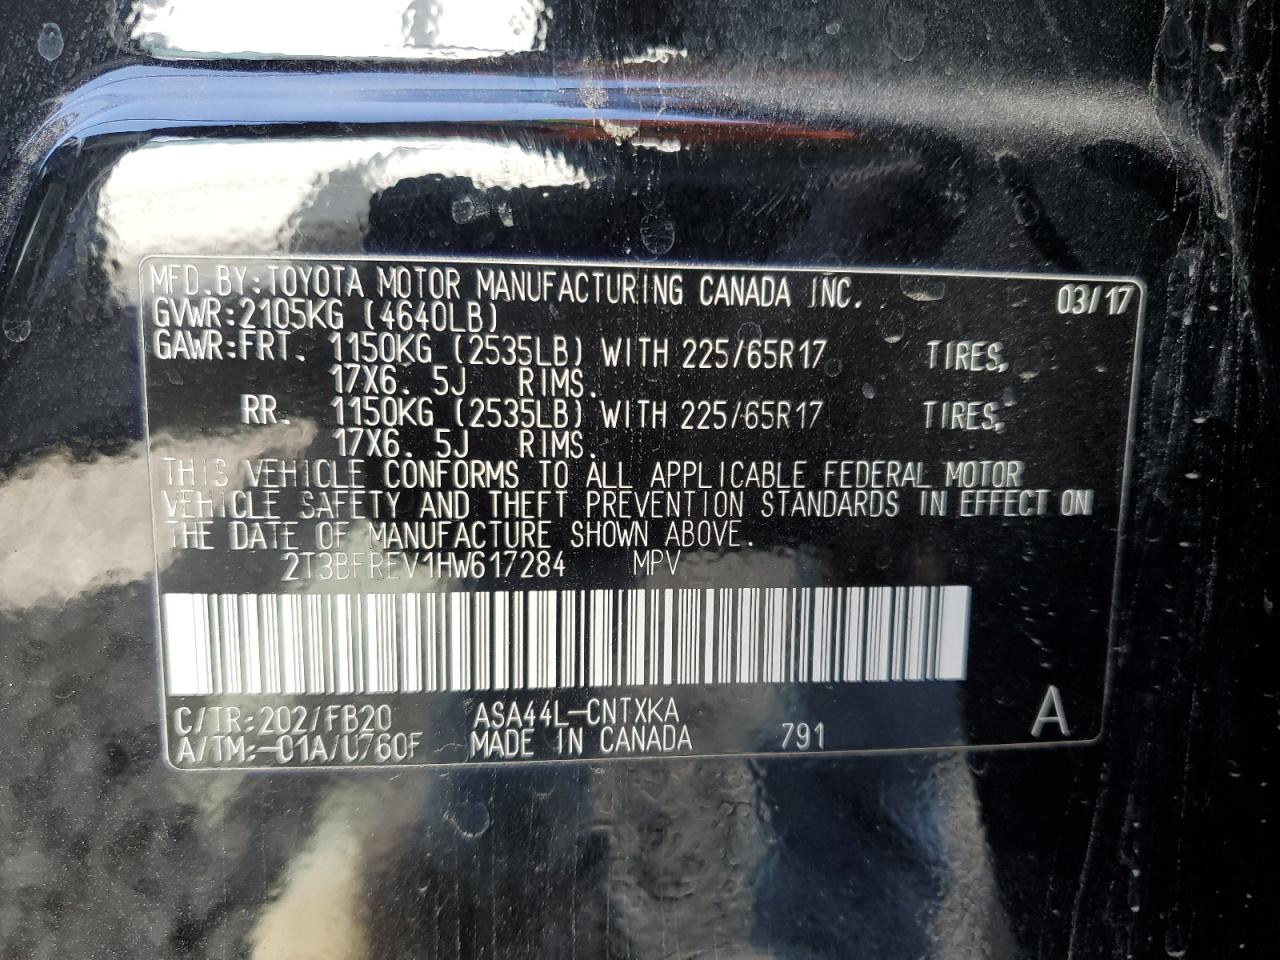 MFD.BY:TOYOTA MOTOR MANUFACTURING CANADA INC. 03/17
GVWR:2105KG (4640LB)
GAWR:FRT. 1150KG (2535LB) WITH 225/65R17 TIRES,
17X6. 5J RIMS.
RR. 1150KG (2535LB) WITH 225/65R17 TIRES,
17X6. 5J RIMS.
THIS VEHICLE CONFORMS TO ALL APPLICABLE FEDERAL MOTOR
VEHICLE SAFETY AND THEFT PREVENTION STANDARDS IN EFFECT ON
THE DATE OF MANUFACTURE SHOWN ABOVE.
2T3BFREV1HW617284 MPV
C/TR:202/FB20 ASA44L-CNTXKA A
A/TM:-01A/U760F MADE IN CANADA 791